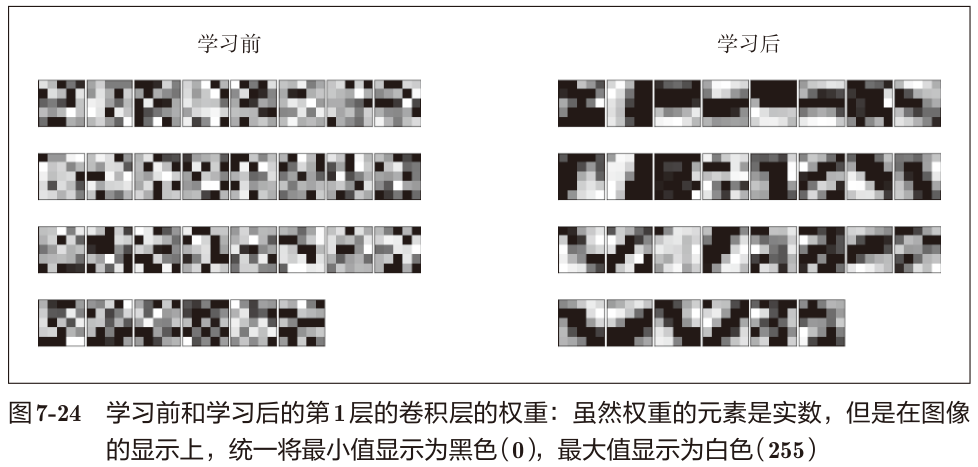 学习前
学习后
图7-24 学习前和学习后的第1层的卷积层的权重：虽然权重的元素是实数，但是在图像
的显示上，统一将最小值显示为黑色（0），最大值显示为白色（255）